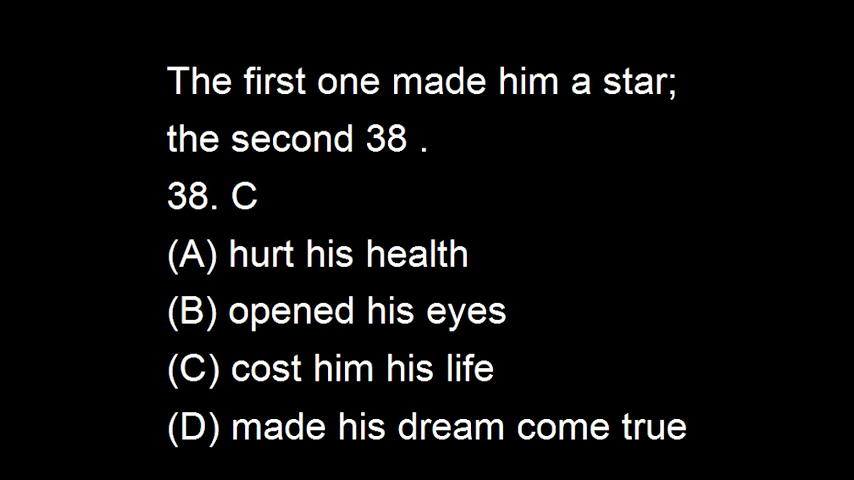 The first one made him a star;
the second 38 .
38. C
(A) hurt his health
(B) opened his eyes
(C) cost him his life
(D) made his dream come true